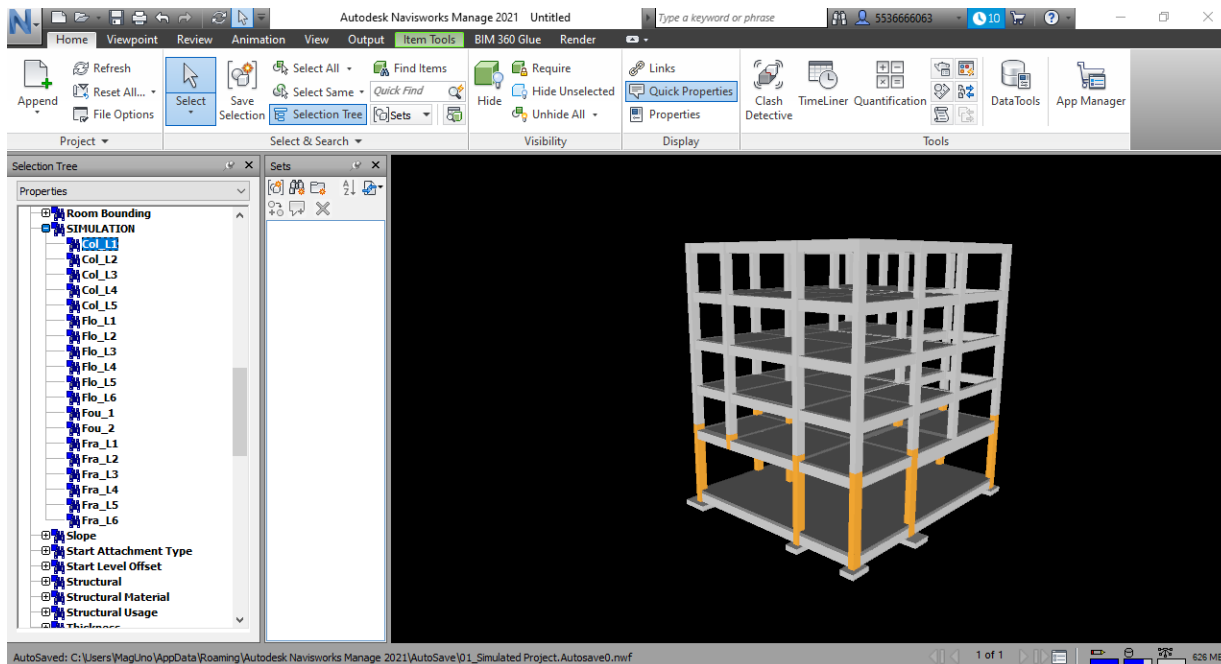 Autodesk Navisworks Manage 2021 Untitled
Type a keyword or phrase
5536666063
10
Home Viewpoint Review Animation View Output Item Tools BIM 360 Glue Render
Append
Refresh
Reset All...
File Options
Project
Select
Save Selection
Select All
Select Same
Selection Tree
Find Items
Quick Find
Sets
Select & Search
Hide
Require
Hide Unselected
Unhide All
Visibility
Links
Quick Properties
Properties
Display
Clash Detective
TimeLiner
Quantification
DataTools
App Manager
Tools
Selection Tree
Properties
Room Bounding
SIMULATION
Col_L1
Col_L2
Col_L3
Col_L4
Col_L5
Flo_L1
Flo_L2
Flo_L3
Flo_L4
Flo_L5
Flo_L6
Fou_1
Fou_2
Fra_L1
Fra_L2
Fra_L3
Fra_L4
Fra_L5
Fra_L6
Slope
Start Attachment Type
Start Level Offset
Structural
Structural Material
Structural Usage
Thickness
Sets
AutoSaved: C:\Users\MagUno\AppData\Roaming\Autodesk Navisworks Manage 2021\AutoSave\01_Simulated Project.Autosave0.nwf
1 of 1
626 MB